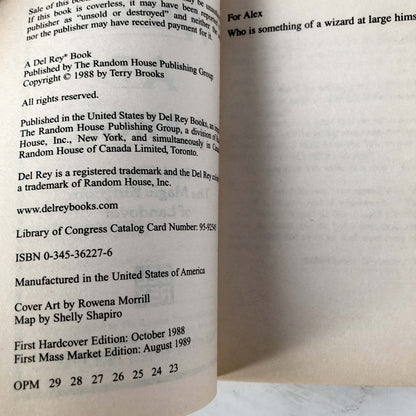 Sale of this book
If this book is coverless, it may have been reported
publisher as "unsold or destroyed" and neither the
nor the publisher may have received payment for it.
A Del Rey® Book
Published by The Random House Publishing Group
Copyright © 1988 by Terry Brooks
All rights reserved.
Published in the United States by Del Rey Books, an
The Random House Publishing Group, a division of
House, Inc., New York, and simultaneously in
Random House of Canada Limited, Toronto.
Del Rey is a registered trademark and the Del Rey
a trademark of Random House, Inc.
www.delreybooks.com
Library of Congress Catalog Card Number:
ISBN 0-345-36227-6
Manufactured in the United States of America
Cover Art by Rowena Morrill
Map by Shelly Shapiro
First Hardcover Edition: October 1988
First Mass Market Edition: August 1989
OPM 29 28 27 26 25 24 23
For Alex
Who is something of a wizard at large hims